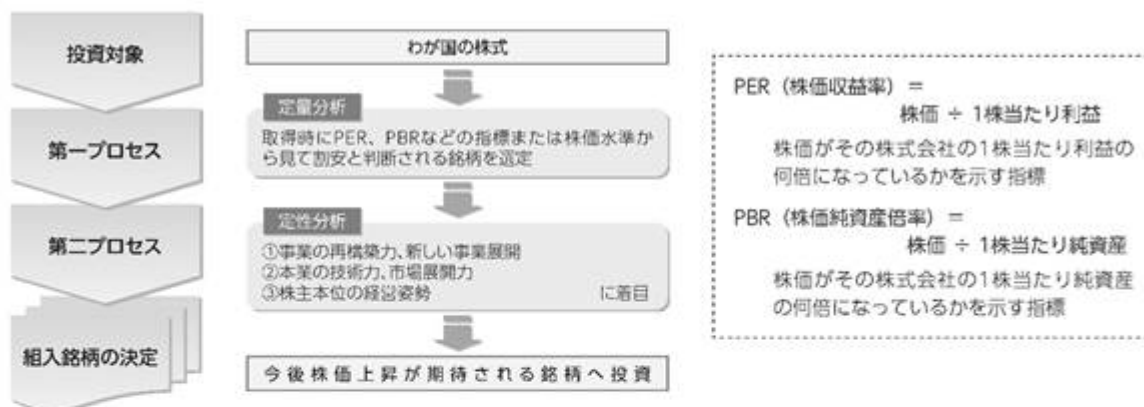 投資対象
わが国の株式
第一プロセス
定量分析
取得時にPER、PBRなどの指標または株価水準か
ら見て割安と判断される銘柄を選定
第二プロセス
定性分析
①事業の再構築力、新しい事業展開
②本業の技術力、市場展開力
③株主本位の経営姿勢 に着目
組入銘柄の決定
今後株価上昇が期待される銘柄へ投資
PER（株価収益率）＝
株価 ÷ 1株当たり利益
株価がその株式会社の1株当たり利益の
何倍になっているかを示す指標
PBR（株価純資産倍率）＝
株価 ÷ 1株当たり純資産
株価がその株式会社の1株当たり純資産
の何倍になっているかを示す指標